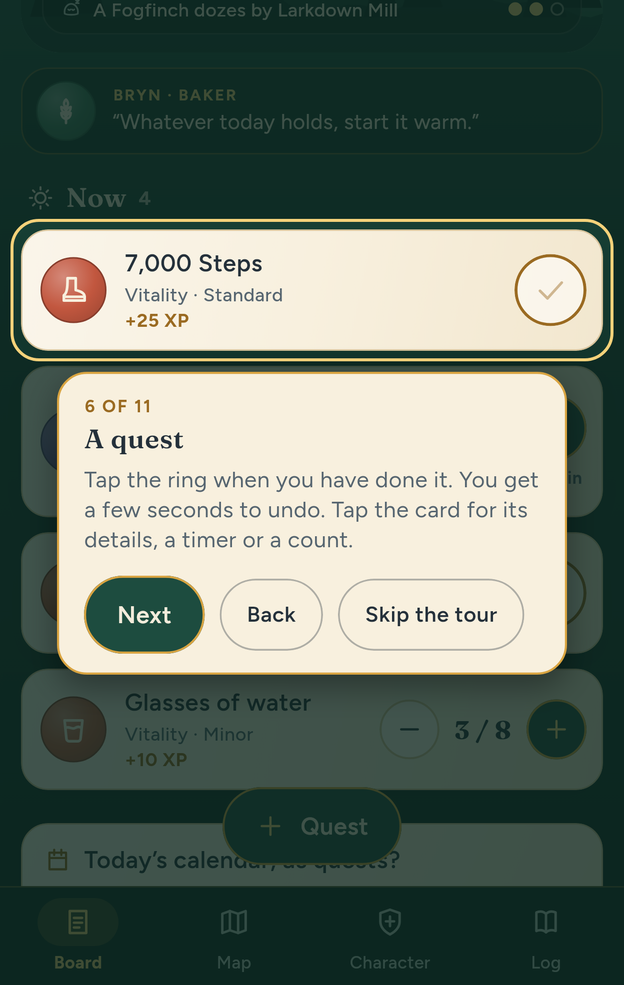 A Fogfinch dozes by Larkdown Mill
BRYN · BAKER
“Whatever today holds, start it warm.”
Now 4
7,000 Steps
Vitality · Standard
+25 XP
6 OF 11
A quest
Tap the ring when you have done it. You get
a few seconds to undo. Tap the card for its
details, a timer or a count.
Next
Back
Skip the tour
Glasses of water
Vitality · Minor
+10 XP
3 / 8
Quest
Today’s calendar, as quests?
Board
Map
Character
Log